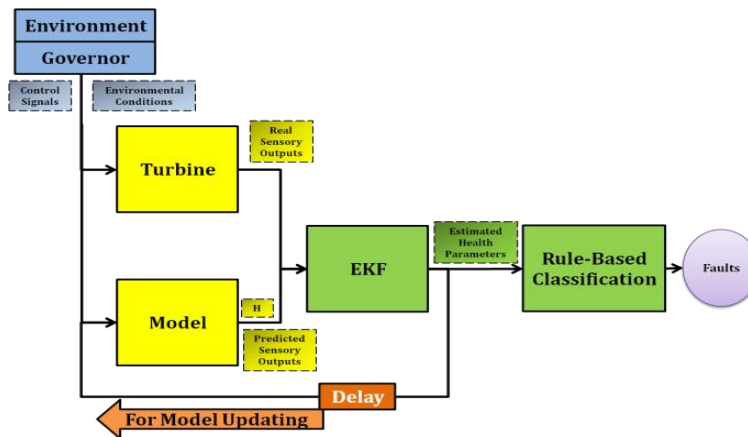 Environment
Governor
Control
Signals
Environmental
Conditions
Real
Sensory
Outputs
Turbine
Estimated
Health
Parameters
EKF
Rule-Based
Classification
Faults
Model
H
Predicted
Sensory
Outputs
Delay
For Model Updating